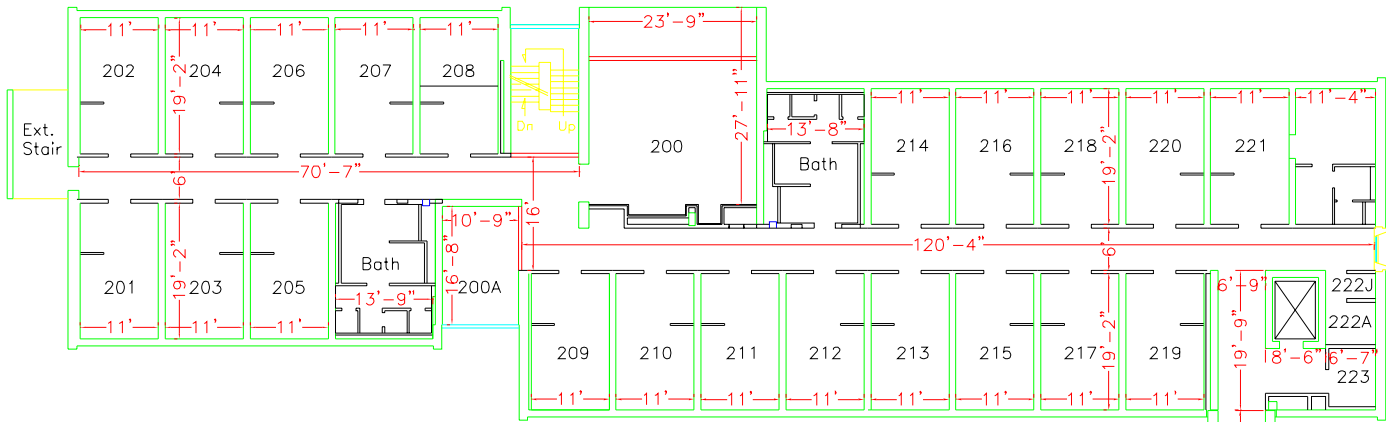 11' 11' 11' 11' 11' 23'-9"
202 204 206 207 208
19'-2"
Dn Up
27'-11"
11' 11' 11' 11' 11' 11'-4"
Ext.
Stair
13'-8"
200
214 216 218 220 221
19'-2"
Bath
70'-7"
6'
16'
10'-9"
120'-4"
6'
19'-2"
Bath
16'-8"
201 203 205 200A
13'-9"
11' 11' 11'
6'-9"
222J
222A
209 210 211 212 213 215 217 219
19'-2"
19'-9"
8'-6" 6'-7"
223
11' 11' 11' 11' 11' 11' 11' 11'